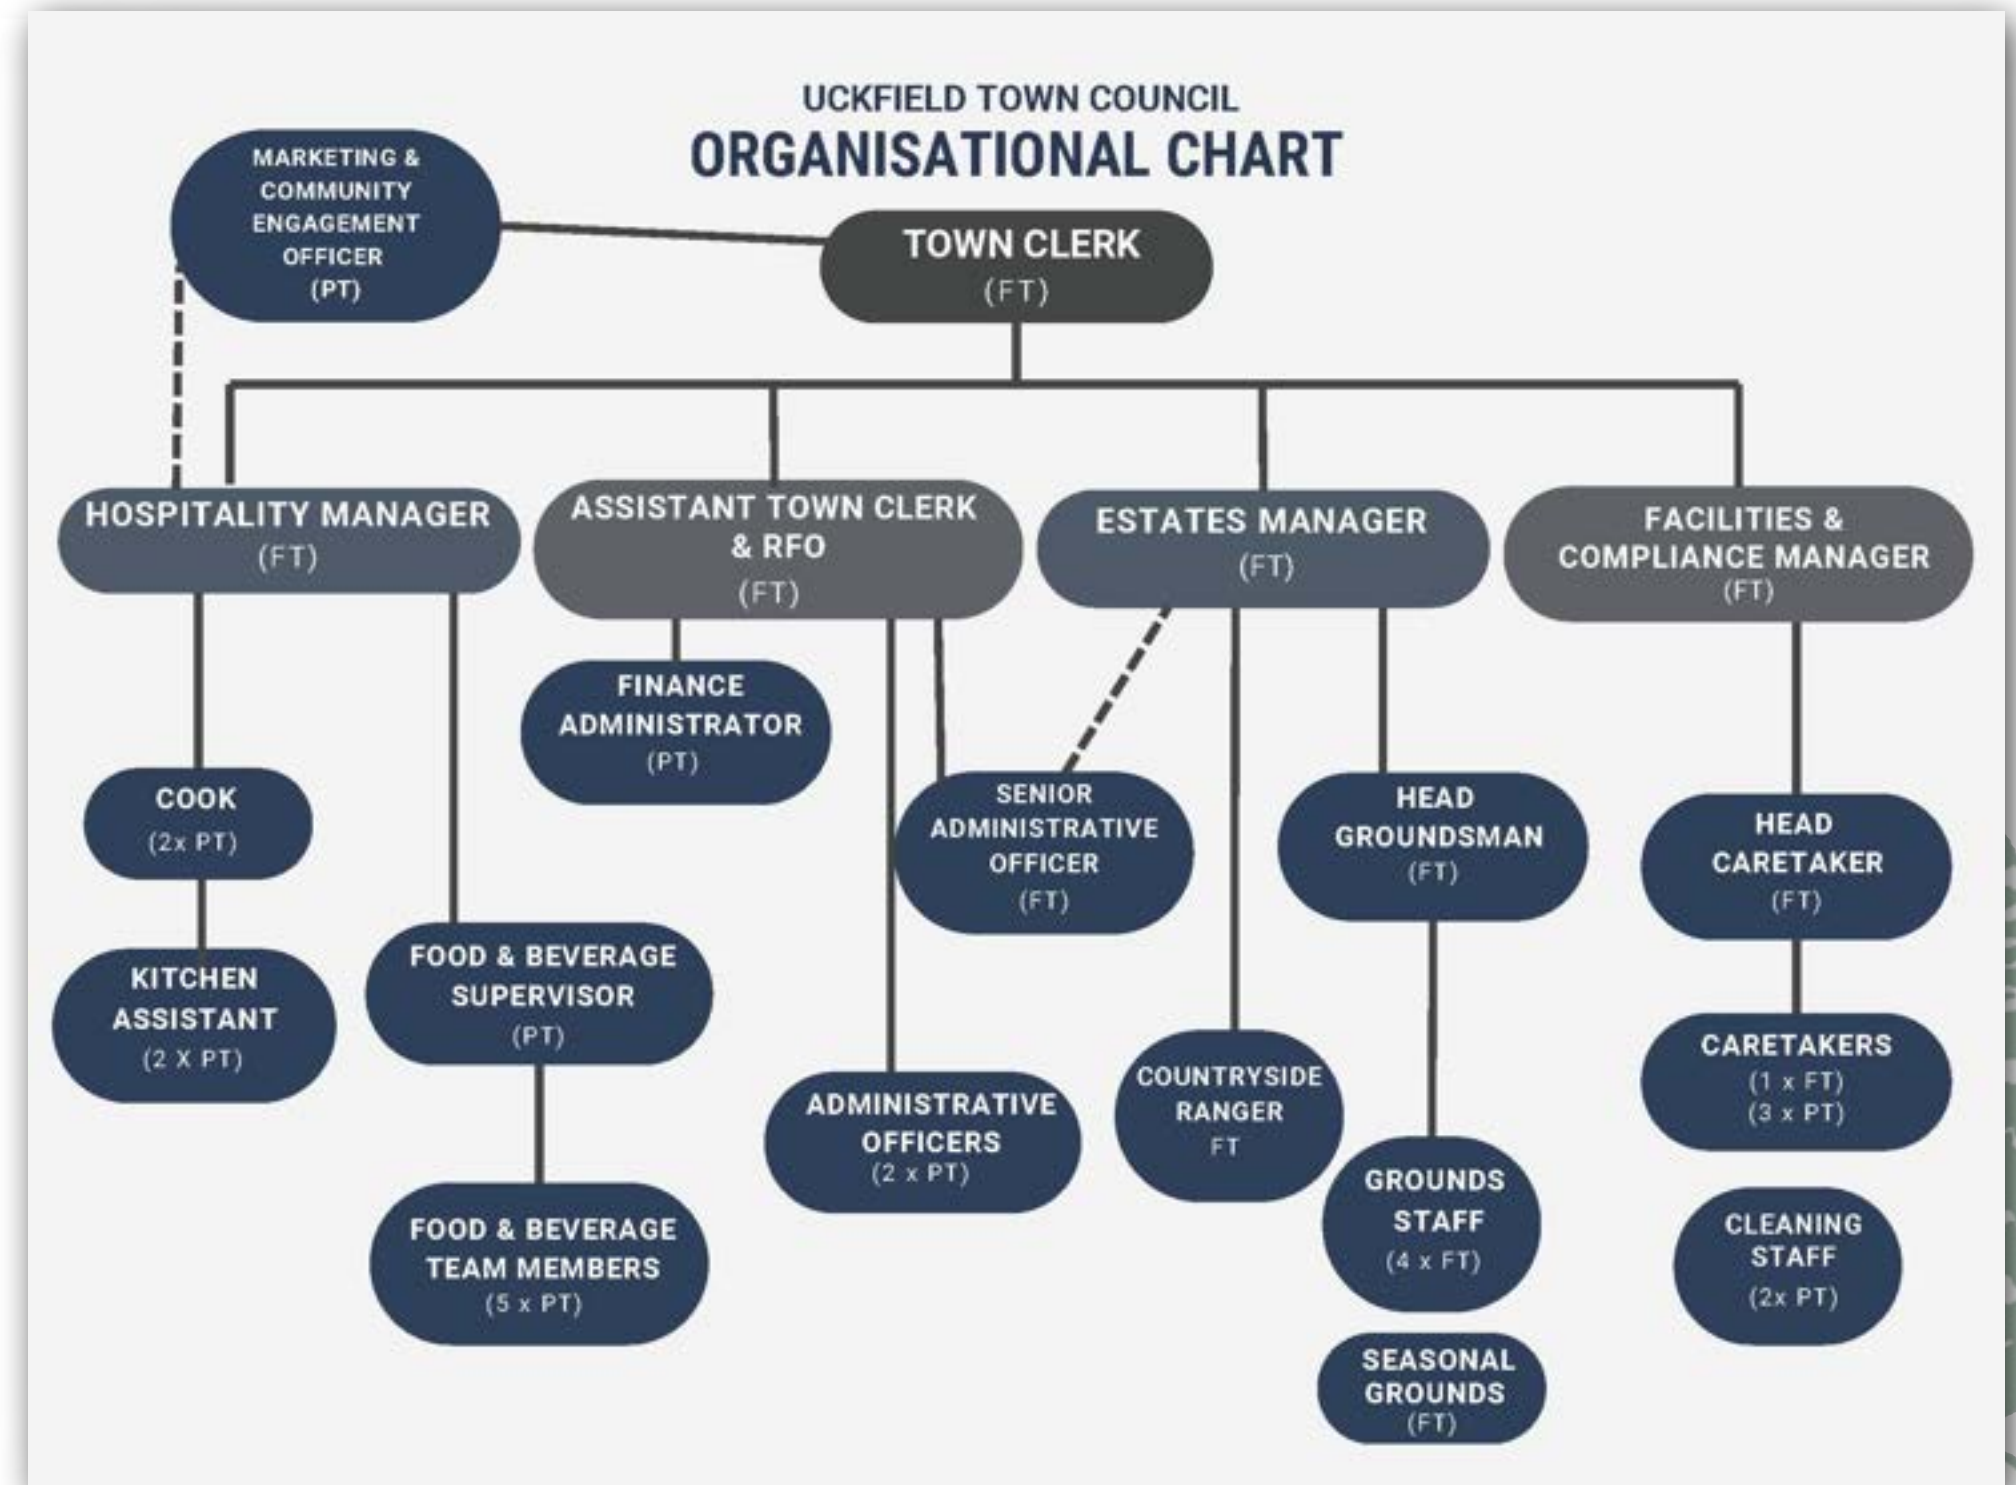 UCKFIELD TOWN COUNCIL
ORGANISATIONAL CHART
MARKETING &
COMMUNITY
ENGAGEMENT
OFFICER
(PT)
TOWN CLERK
(FT)
HOSPITALITY MANAGER
(FT)
ASSISTANT TOWN CLERK
& RFO
(FT)
ESTATES MANAGER
(FT)
FACILITIES &
COMPLIANCE MANAGER
(FT)
FINANCE
ADMINISTRATOR
(PT)
COOK
(2x PT)
SENIOR
ADMINISTRATIVE
OFFICER
(FT)
HEAD
GROUNDSMAN
(FT)
HEAD
CARETAKER
(FT)
KITCHEN
ASSISTANT
(2 X PT)
FOOD & BEVERAGE
SUPERVISOR
(PT)
ADMINISTRATIVE
OFFICERS
(2 x PT)
COUNTRYSIDE
RANGER
FT
CARETAKERS
(1 x FT)
(3 x PT)
FOOD & BEVERAGE
TEAM MEMBERS
(5 x PT)
GROUNDS
STAFF
(4 x FT)
CLEANING
STAFF
(2x PT)
SEASONAL
GROUNDS
(FT)